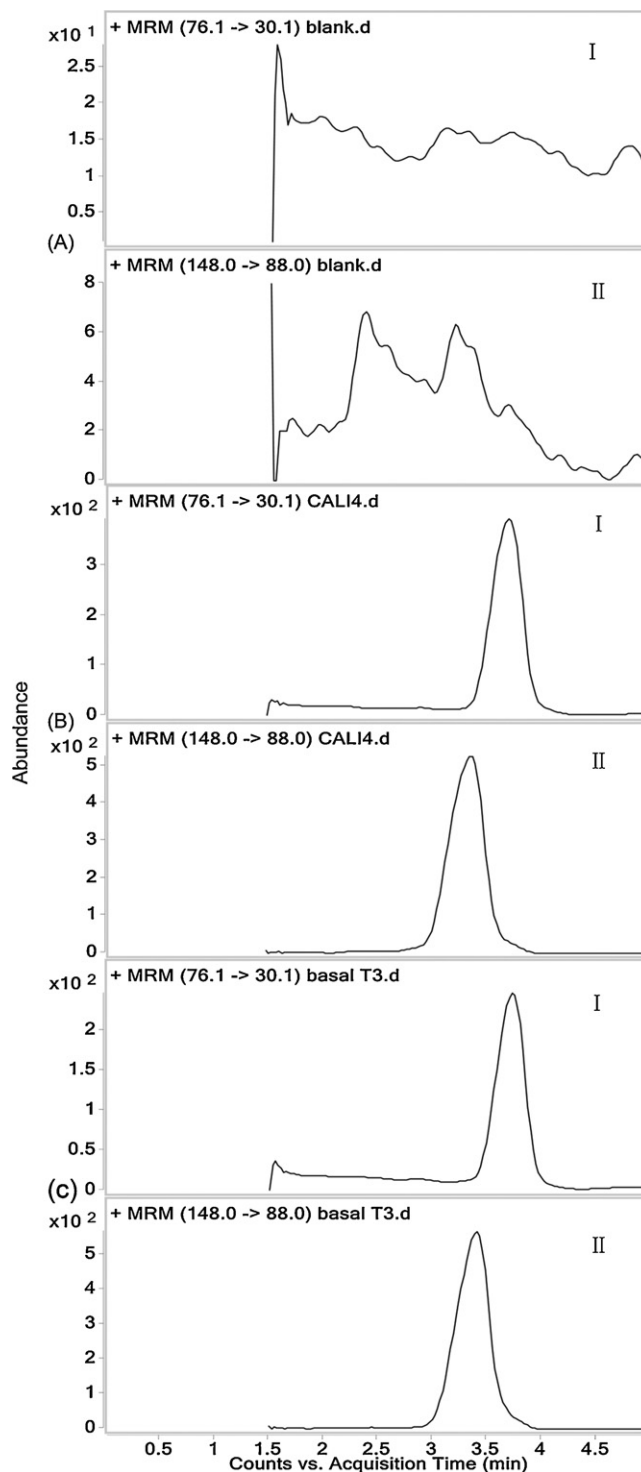 x10 1
+ MRM (76.1 -> 30.1) blank.d
I
2.5
2
1.5
1
0.5
(A)
+ MRM (148.0 -> 88.0) blank.d
II
8
6
4
2
0
x10 2
+ MRM (76.1 -> 30.1) CALI4.d
I
3
2
1
0
(B)
x10 2
+ MRM (148.0 -> 88.0) CALI4.d
II
5
4
3
2
1
0
Abundance
x10 2
+ MRM (76.1 -> 30.1) basal T3.d
I
2
1.5
1
0.5
0
(c)
x10 2
+ MRM (148.0 -> 88.0) basal T3.d
II
5
4
3
2
1
0
0.5 1 1.5 2 2.5 3 3.5 4 4.5
Counts vs. Acquisition Time (min)